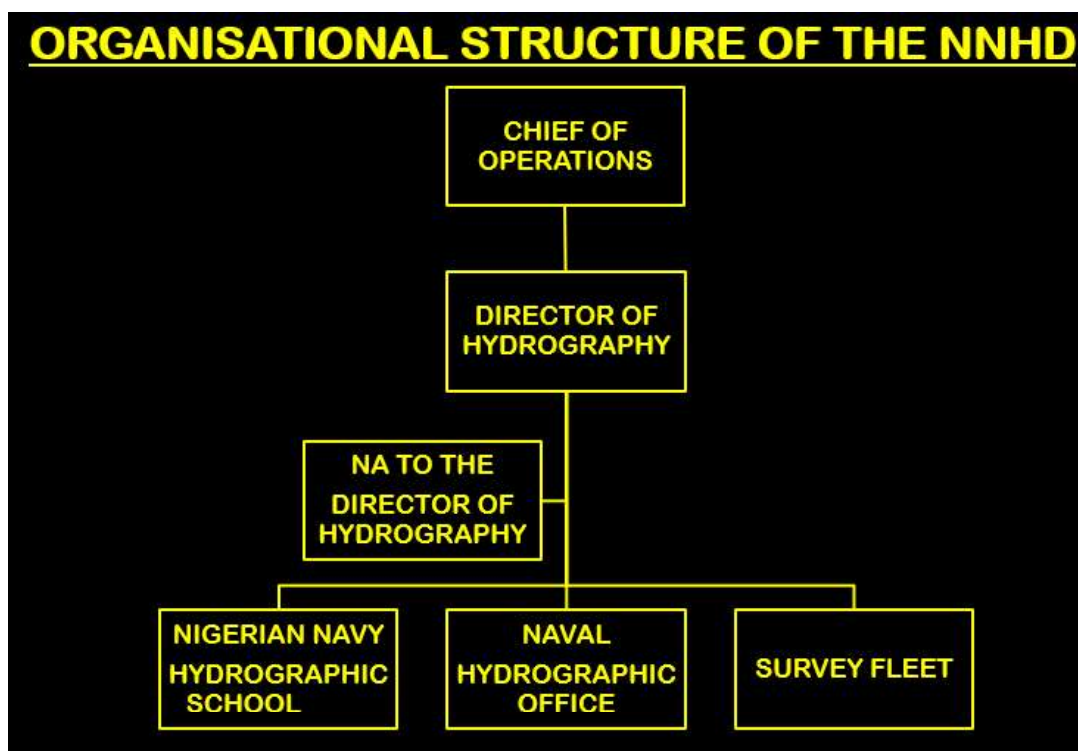 ORGANISATIONAL STRUCTURE OF THE NNHD
CHIEF OF
OPERATIONS
DIRECTOR OF
HYDROGRAPHY
NA TO THE
DIRECTOR OF
HYDROGRAPHY
NIGERIAN NAVY
HYDROGRAPHIC
SCHOOL
NAVAL
HYDROGRAPHIC
OFFICE
SURVEY FLEET